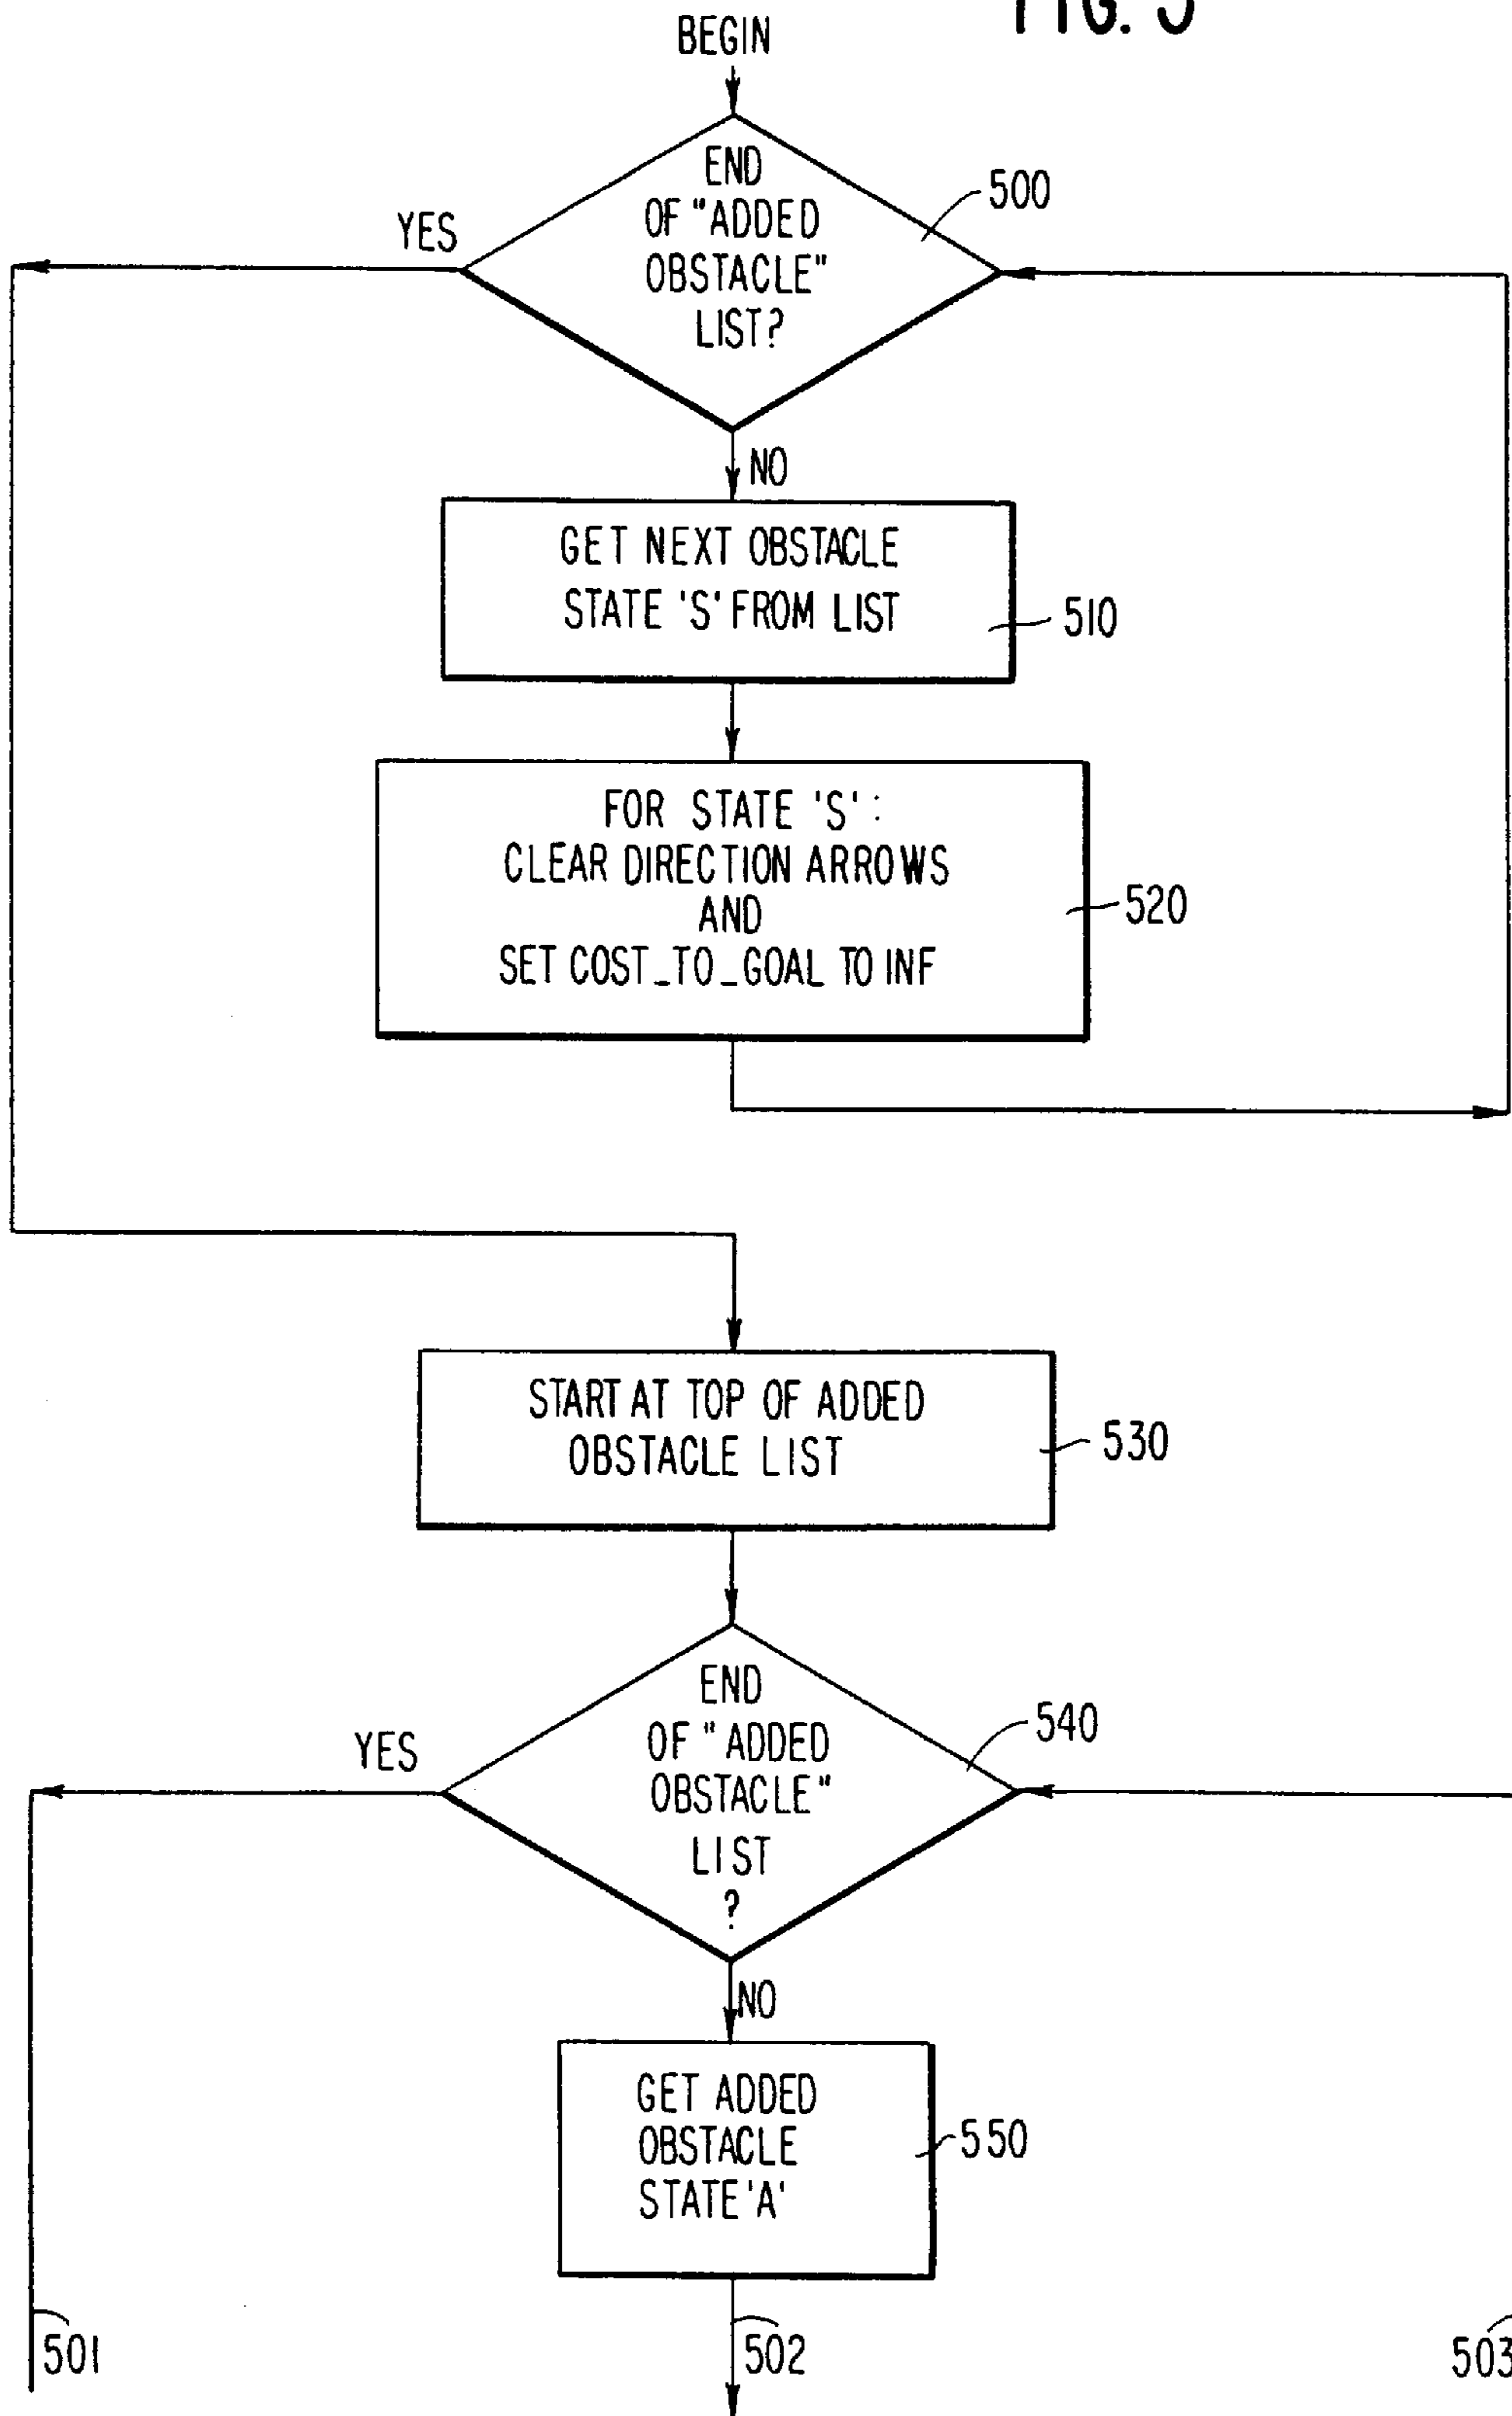 FIG. 5
BEGIN
END
OF "ADDED
OBSTACLE"
LIST?
500
YES
NO
GET NEXT OBSTACLE
STATE 'S' FROM LIST
510
FOR STATE 'S':
CLEAR DIRECTION ARROWS
AND
SET COST_TO_GOAL TO INF
520
START AT TOP OF ADDED
OBSTACLE LIST
530
END
OF "ADDED
OBSTACLE"
LIST
?
540
YES
NO
GET ADDED
OBSTACLE
STATE 'A'
550
501
502
503